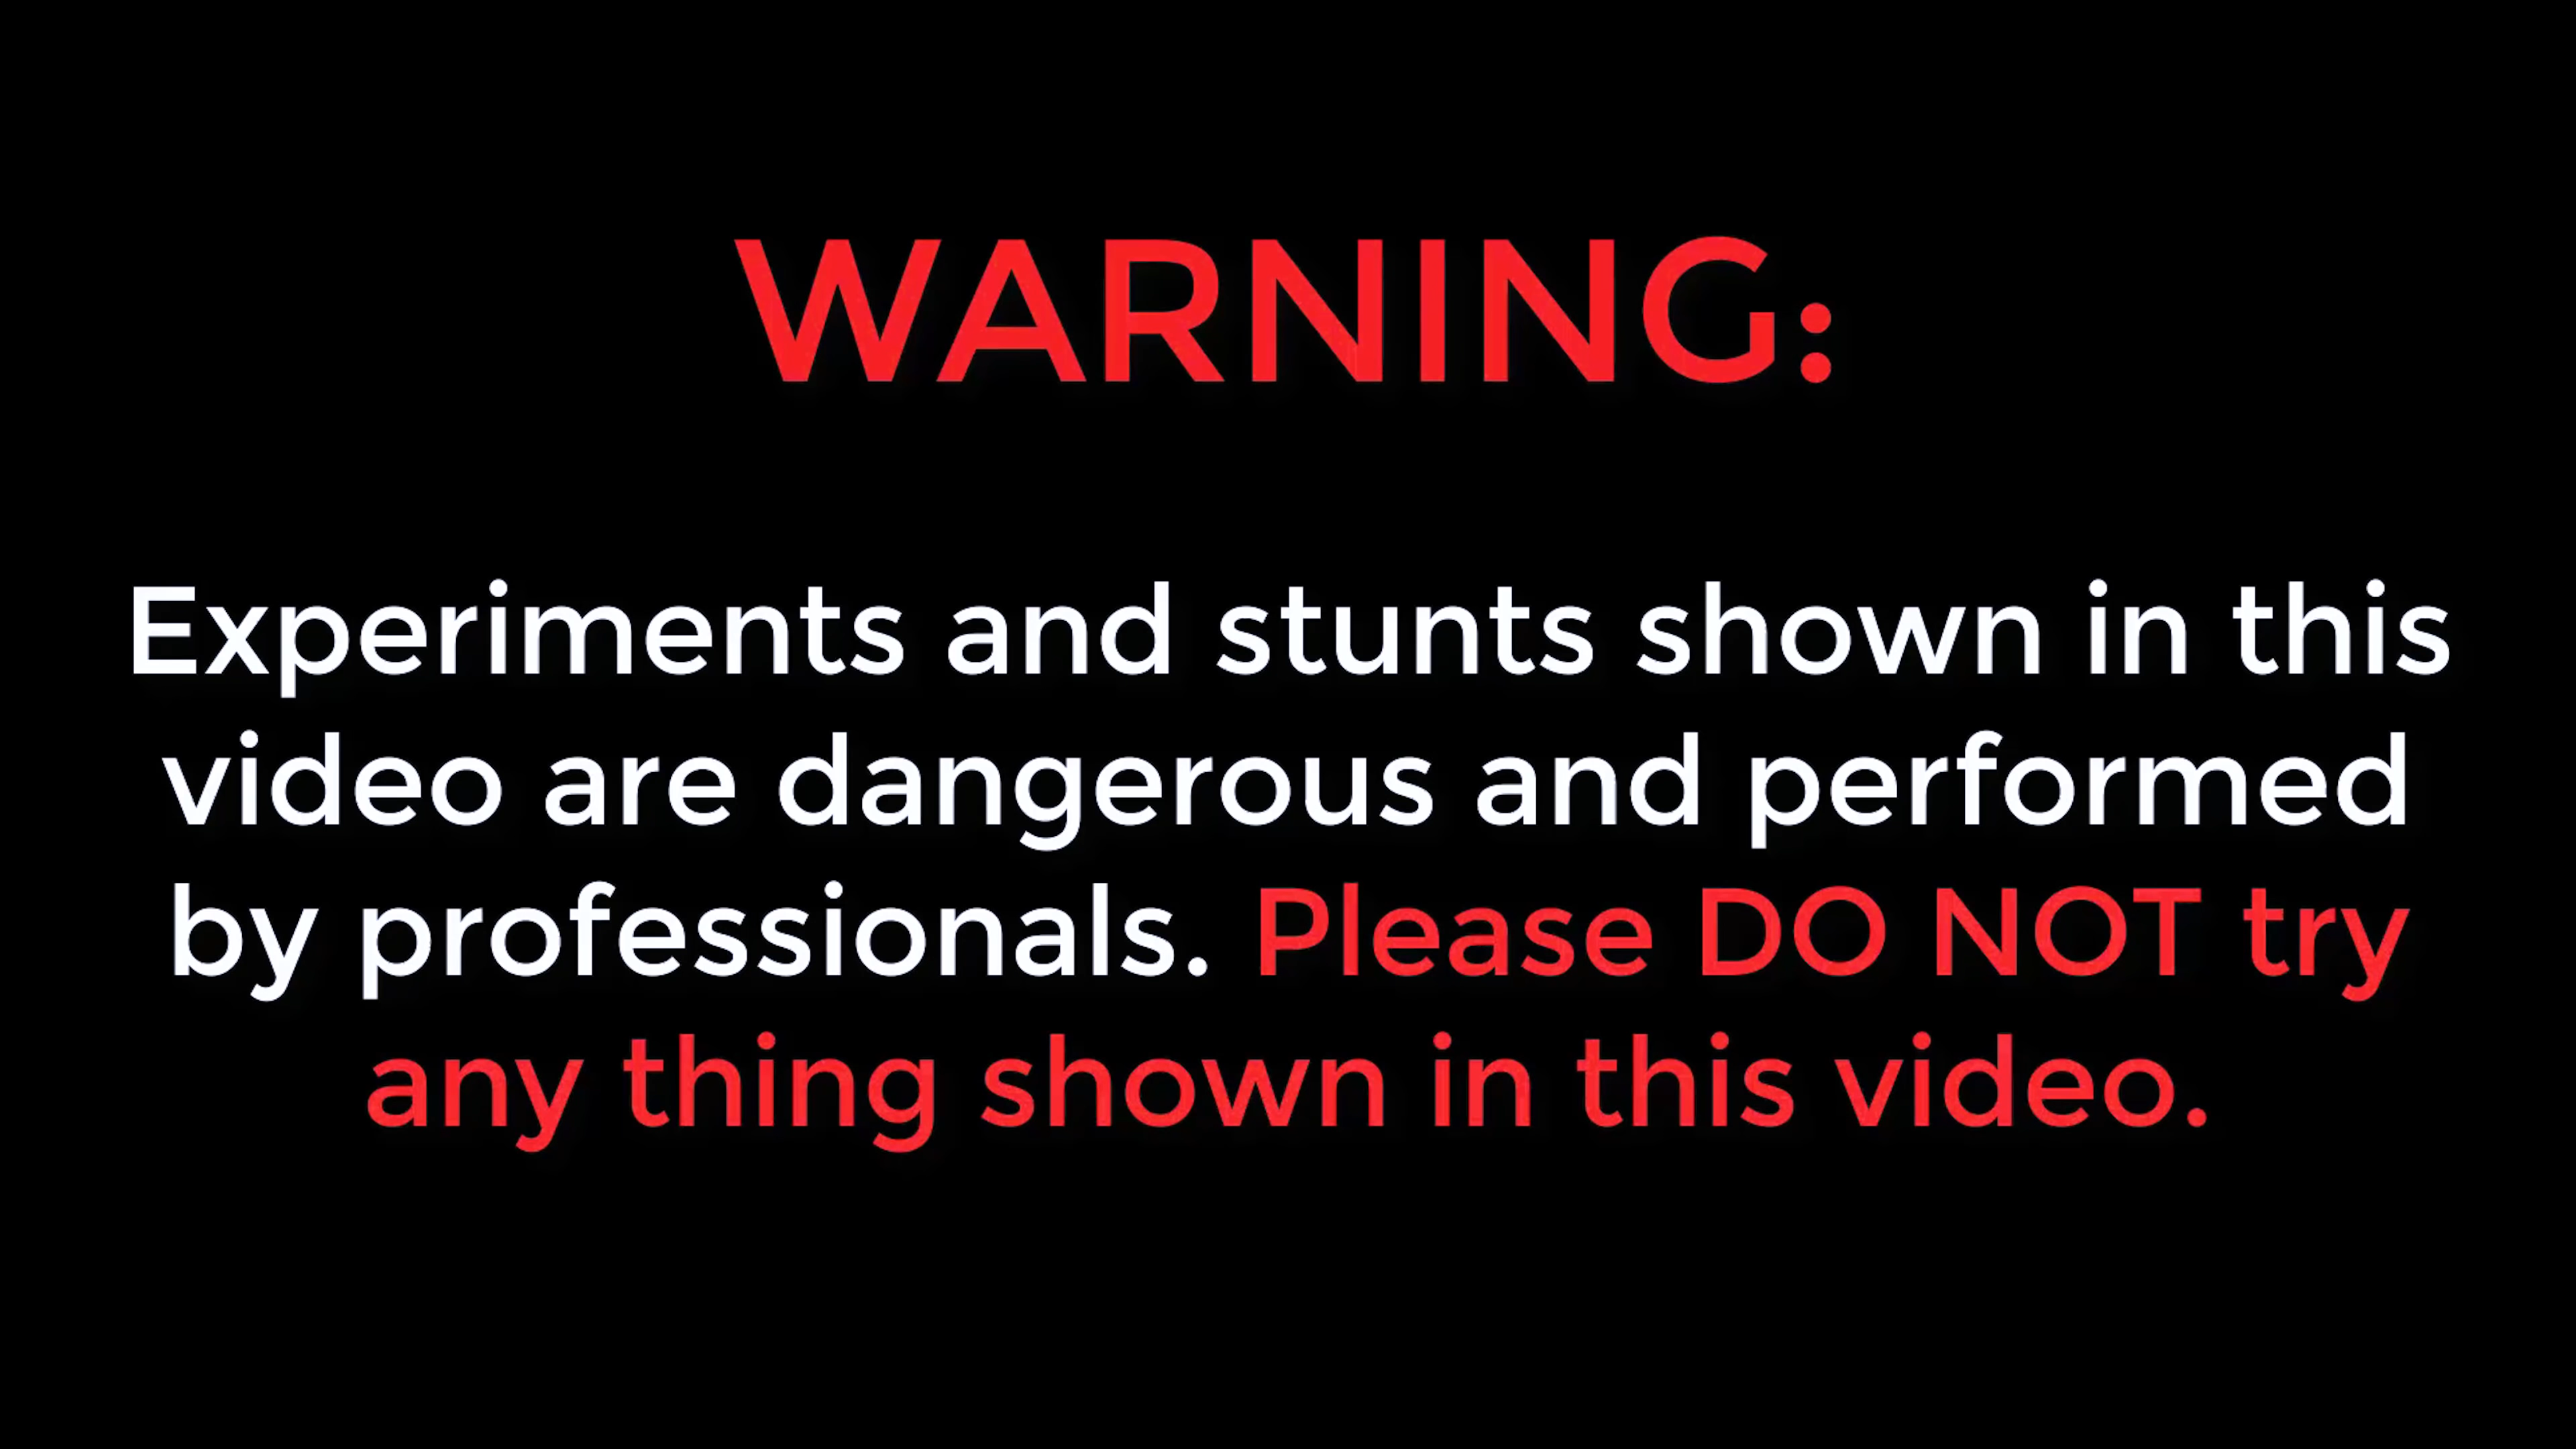 WARNING:
Experiments and stunts shown in this
video are dangerous and performed
by professionals. Please DO NOT try
any thing shown in this video.